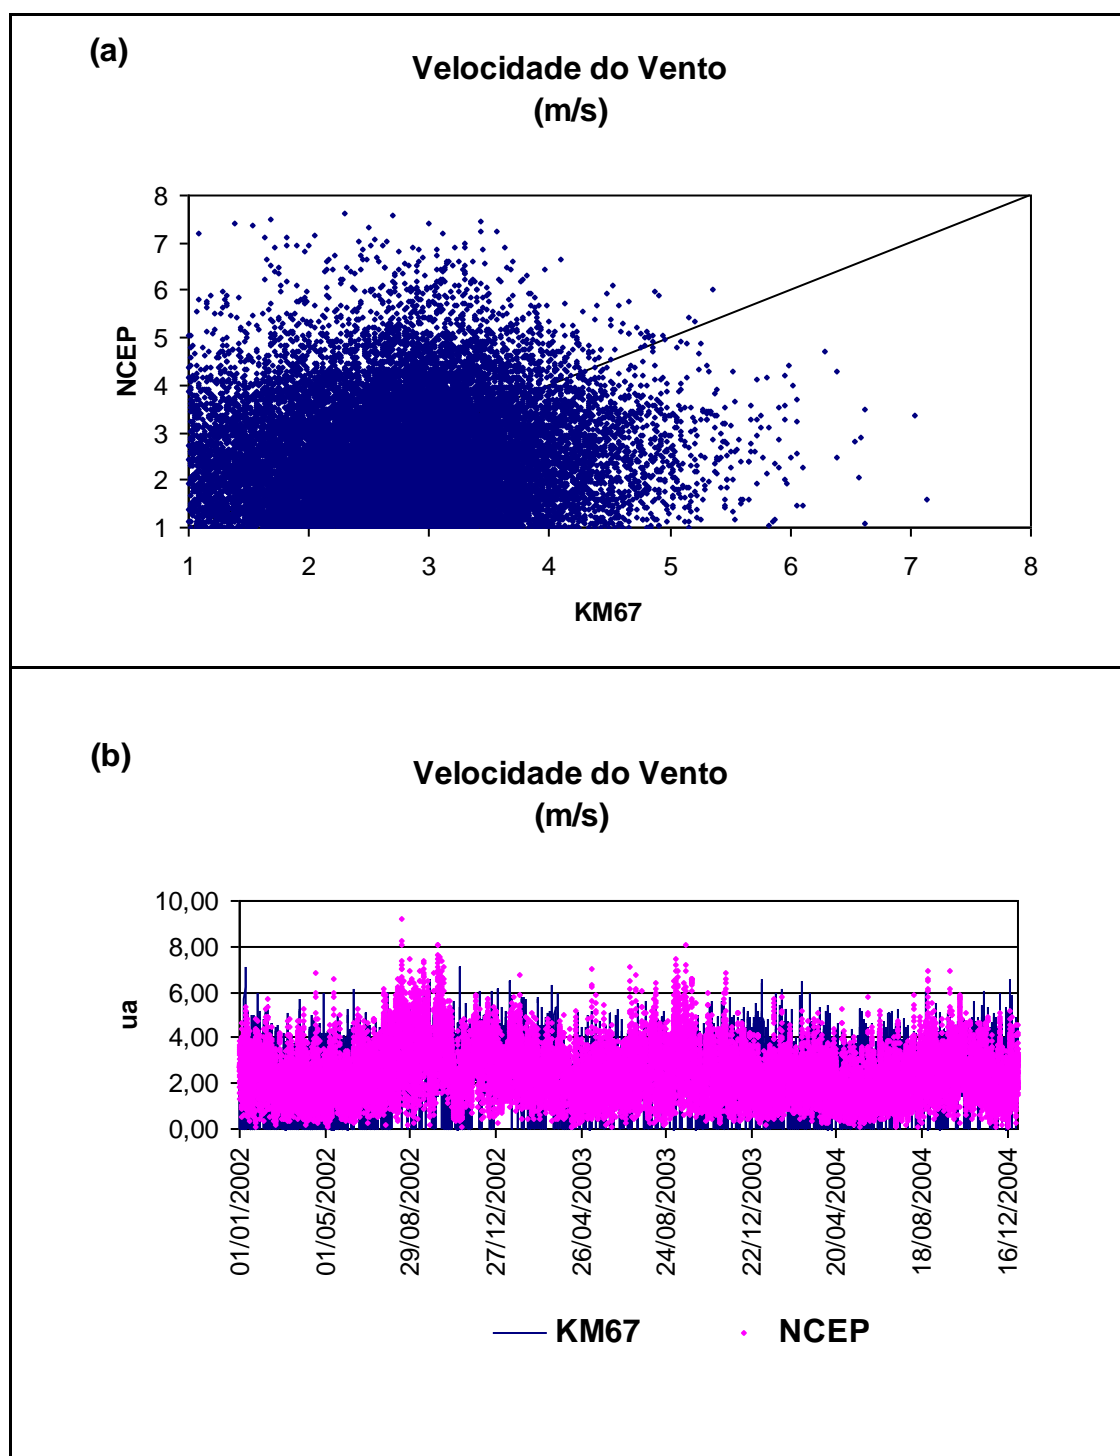 (a)
Velocidade do Vento
(m/s)
8
7
6
5
4
3
2
1
NCEP
1 2 3 4 5 6 7 8
KM67
(b)
Velocidade do Vento
(m/s)
10,00
8,00
6,00
4,00
2,00
0,00
ua
01/01/2002
01/05/2002
29/08/2002
27/12/2002
26/04/2003
24/08/2003
22/12/2003
20/04/2004
18/08/2004
16/12/2004
KM67 NCEP